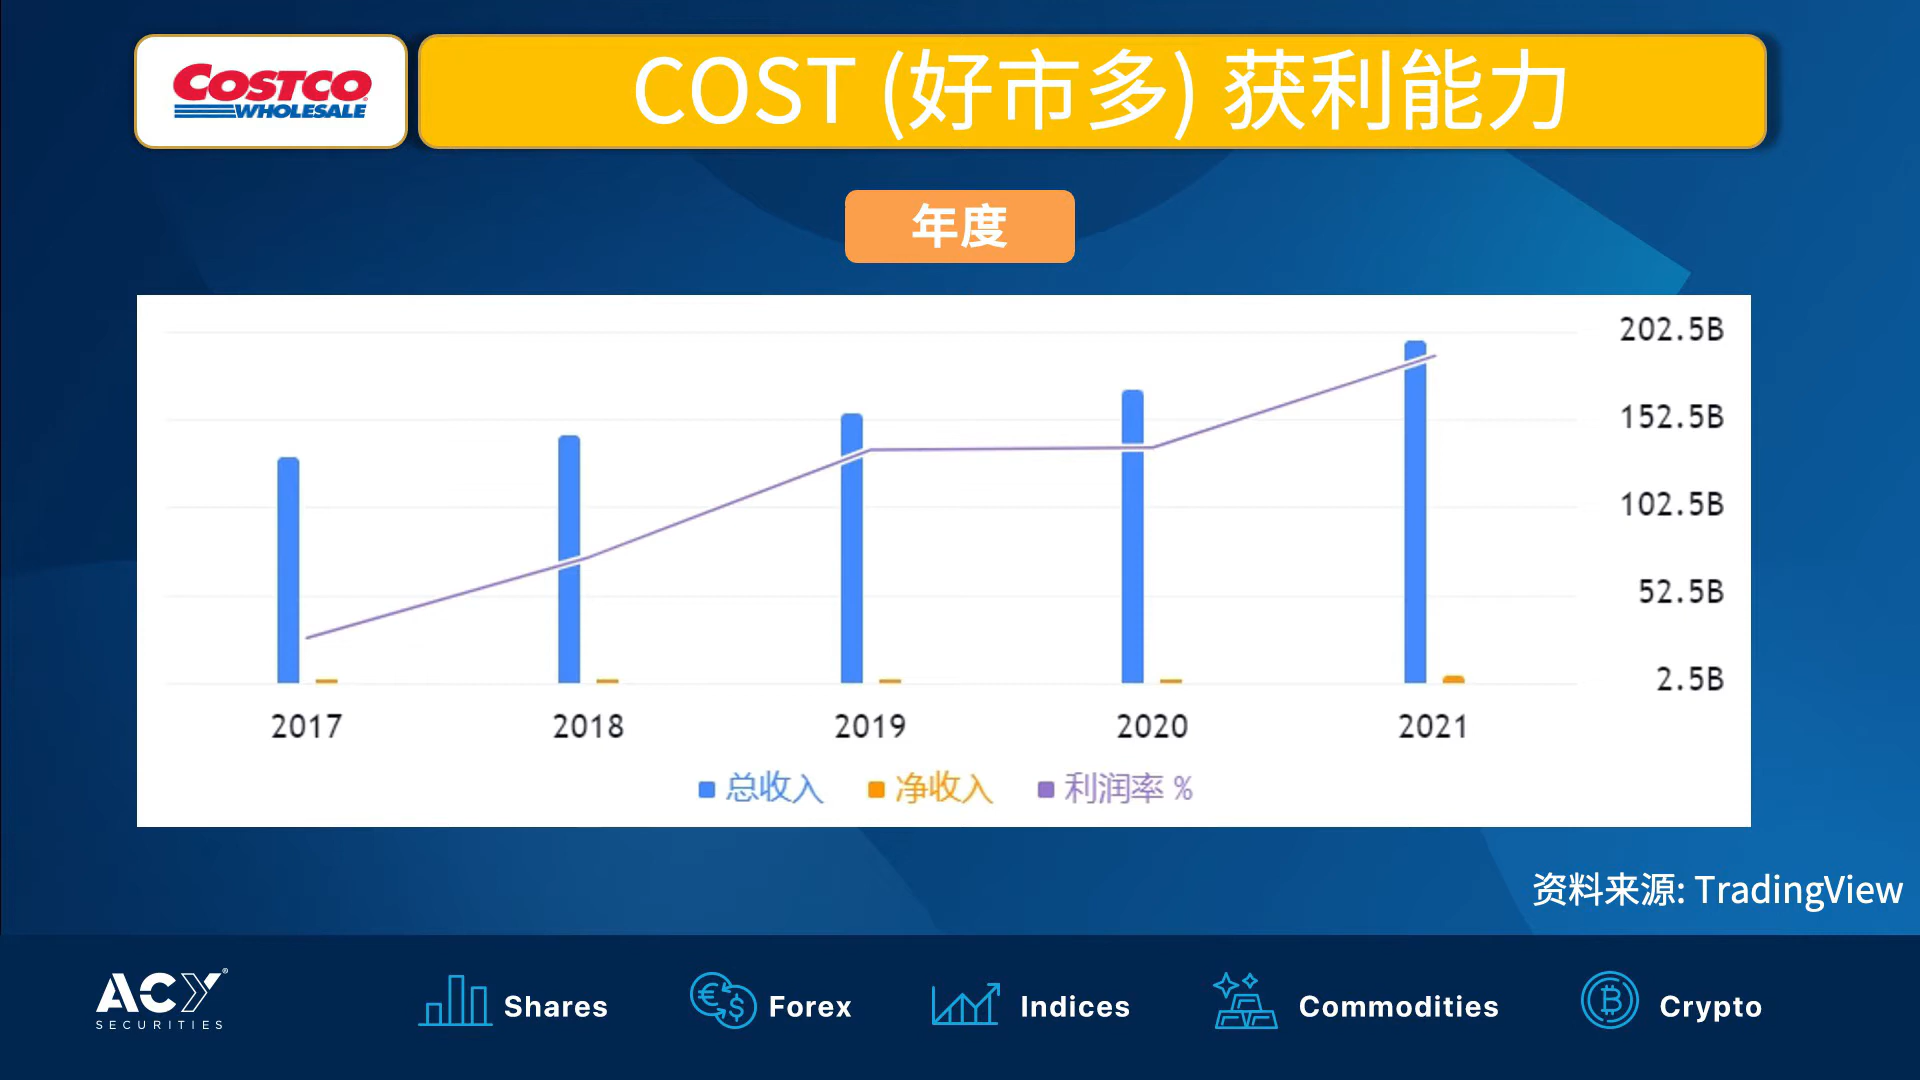 COSTCO
WHOLESALE
COST (好市多) 获利能力
年度
202.5B
152.5B
102.5B
52.5B
2.5B
2017 2018 2019 2020 2021
总收入 净收入 利润率 %
资料来源: TradingView
ACY
SECURITIES
Shares Forex Indices Commodities Crypto